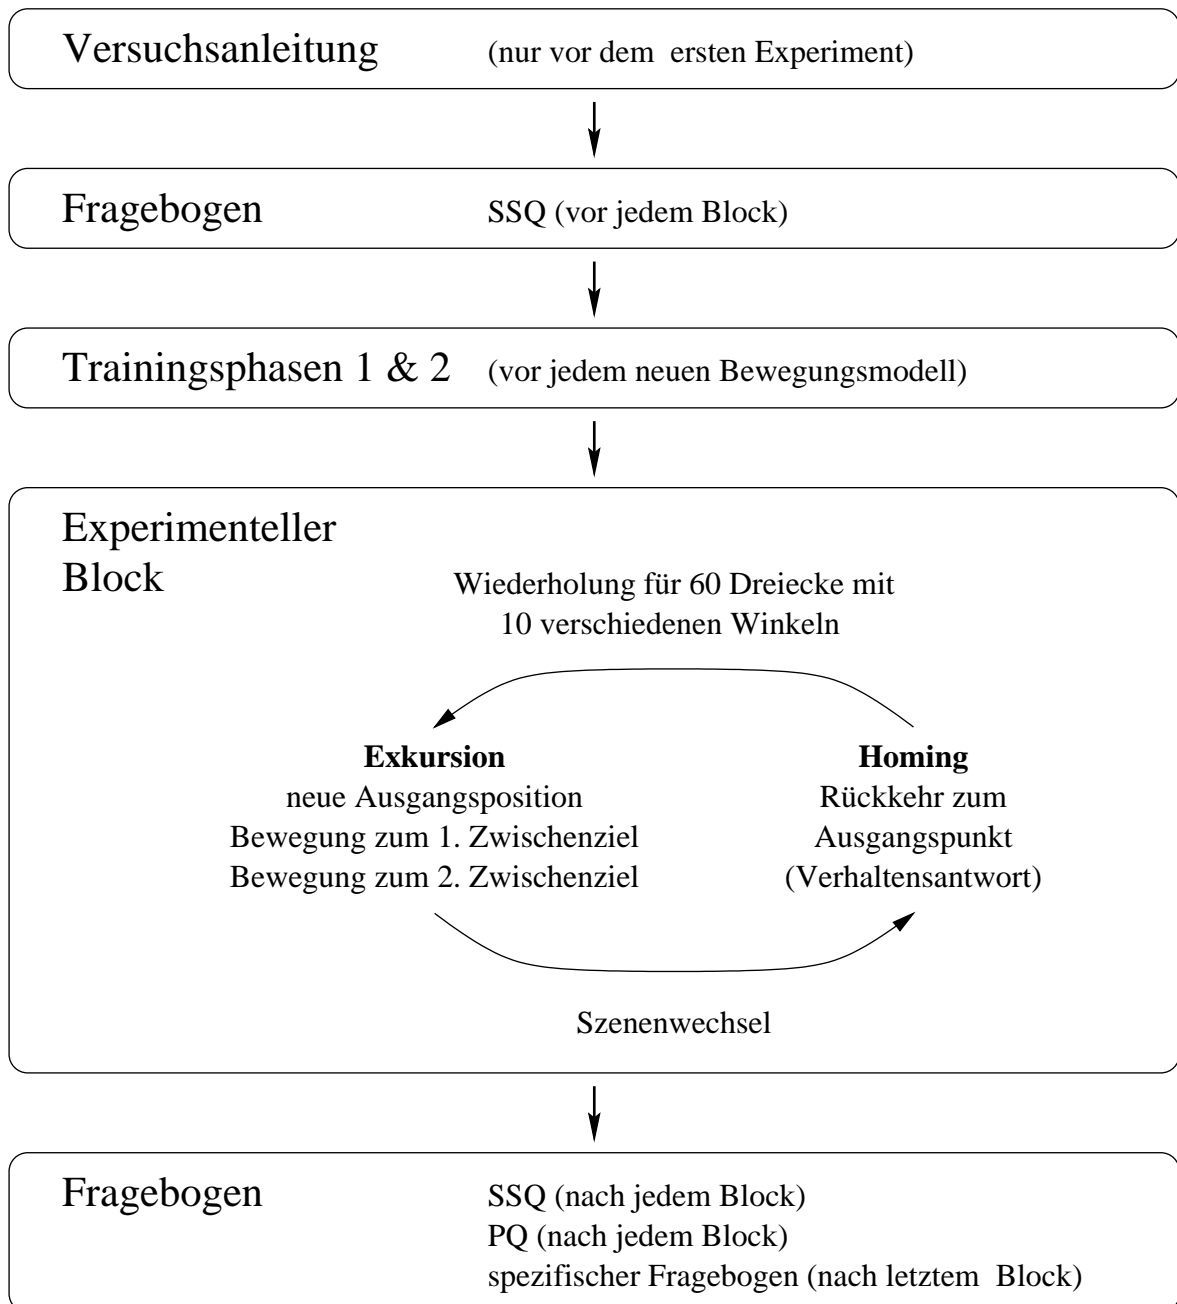 Versuchsanleitung (nur vor dem ersten Experiment)
Fragebogen SSQ (vor jedem Block)
Trainingsphasen 1 & 2 (vor jedem neuen Bewegungsmodell)
Experimenteller
Block
Wiederholung für 60 Dreiecke mit
10 verschiedenen Winkeln
Exkursion
neue Ausgangsposition
Bewegung zum 1. Zwischenziel
Bewegung zum 2. Zwischenziel
Homing
Rückkehr zum
Ausgangspunkt
(Verhaltensantwort)
Szenenwechsel
Fragebogen SSQ (nach jedem Block)
PQ (nach jedem Block)
spezifischer Fragebogen (nach letztem Block)